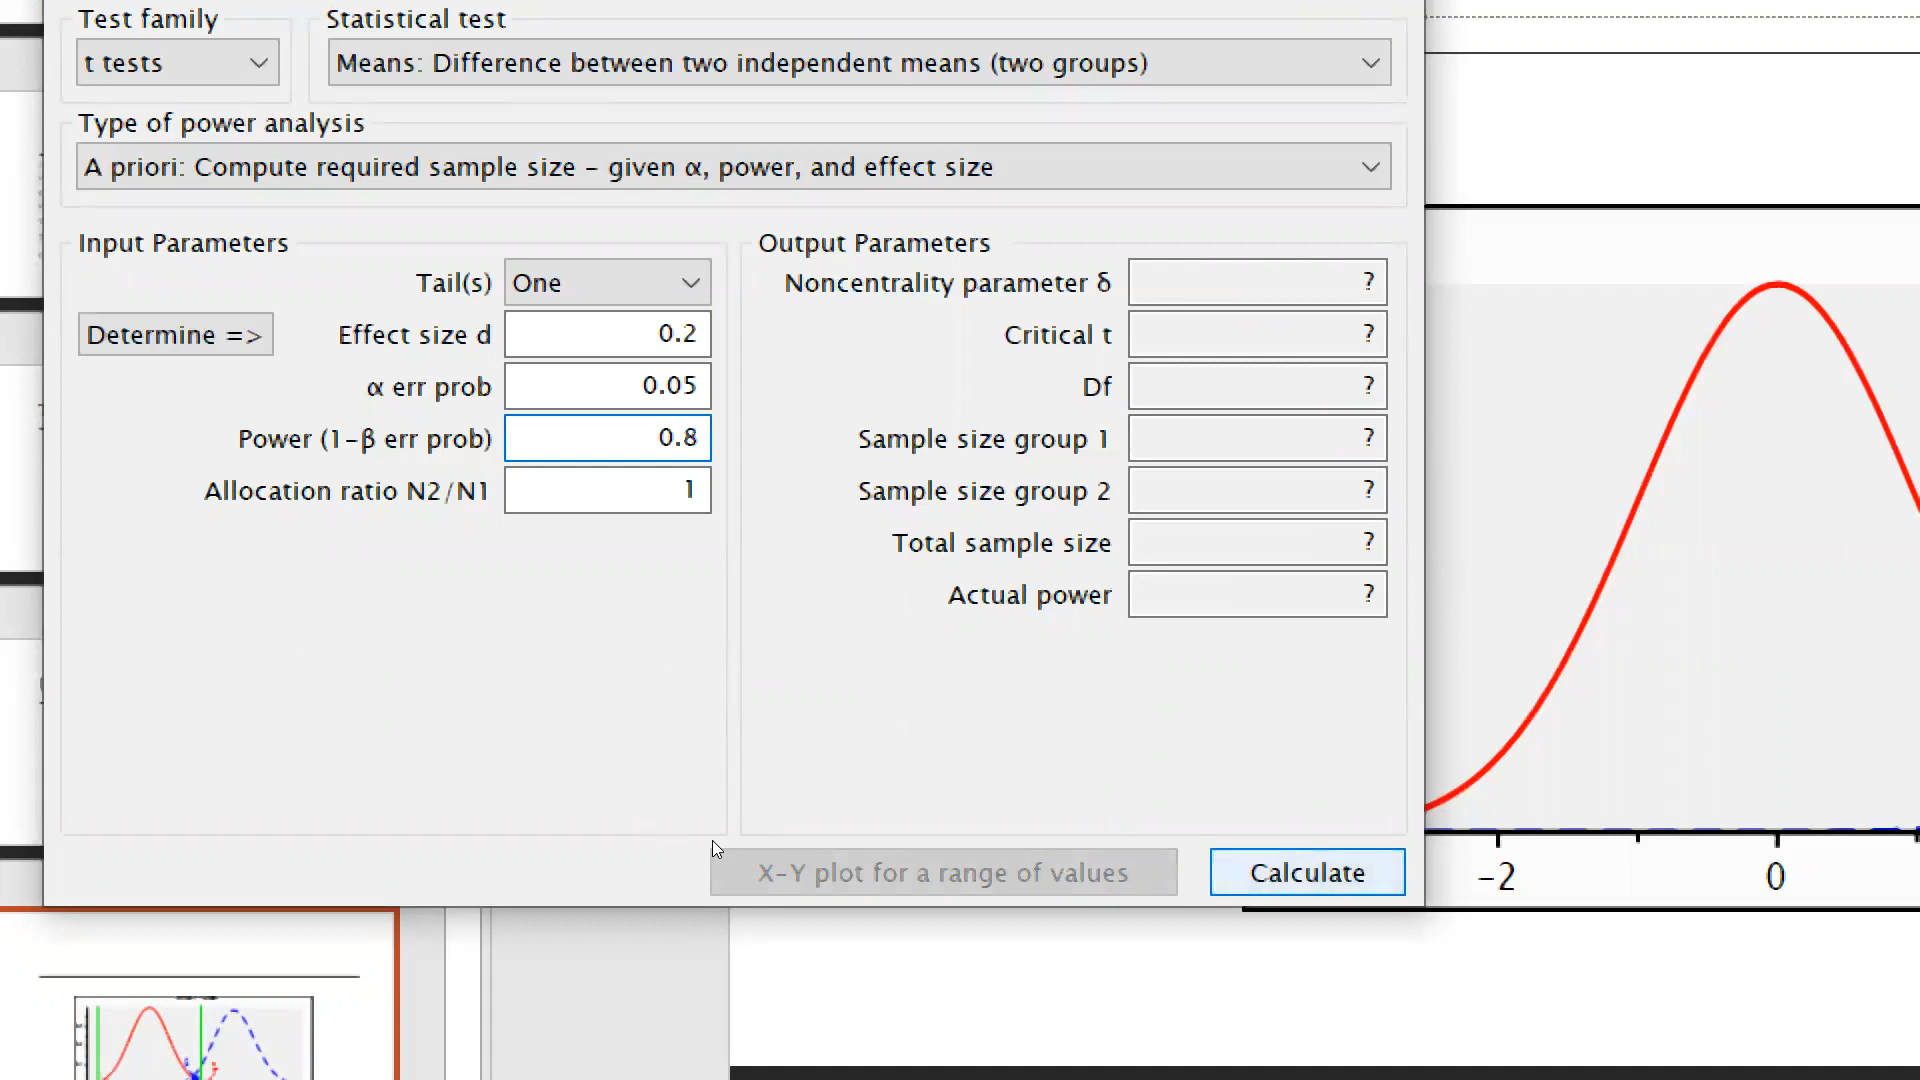 Test family
Statistical test
t tests
Means: Difference between two independent means (two groups)
Type of power analysis
A priori: Compute required sample size – given α, power, and effect size
Input Parameters
Output Parameters
Tail(s) One
Noncentrality parameter δ ?
Determine => Effect size d 0.2
Critical t ?
α err prob 0.05
Df ?
Power (1–β err prob) 0.8
Sample size group 1 ?
Allocation ratio N2/N1 1
Sample size group 2 ?
Total sample size ?
Actual power ?
X–Y plot for a range of values
Calculate
–2 0